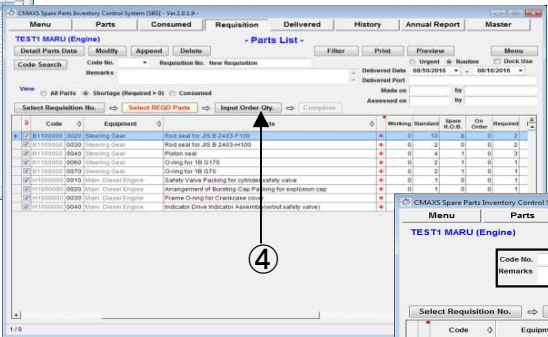 CMAXS Spare Parts Inventory Control System [SBS] - Ver.1.0.1.9 -
Menu Parts Consumed Requisition Delivered History Annual Report Master
TEST1 MARU (Engine) - Parts List -
Detail Parts Data Modify Append Delete Filter Print Preview Menu
Code Search Code No. Requisition No. New Requisition Urgent Routine Dock Use
Remarks Delivered Date 08/10/2016 - 08/10/2016
Delivered Port
View All Parts Shortage (Required > 0) Consumed Made on by
Select Requisition No. Select REQD Parts Input Order Qty. Complete Assessed on by
Code Equipment Parts Working Standard Spare R.O.B. On Order Required
B1100000 0020 Steering Gear Rod seal for JIS B 2403-F100 0 10 8 0 2
B1100000 0030 Steering Gear Rod seal for JIS B 2403-H100 0 2 0 0 2
B1100000 0040 Steering Gear Piston seal 0 4 1 0 3
B1100000 0060 Steering Gear O-ring for 1B G170 0 2 1 0 1
B1100000 0070 Steering Gear O-ring for 1B G70 0 2 1 0 1
H1000000 0010 Main Diesel Engine Safety Valve Packing for cylinder safety valve 0 1 0 0 1
H1000000 0020 Main Diesel Engine Arrangement of Bursting Cap Packing for explosion cap 0 1 0 0 1
H1000000 0030 Main Diesel Engine Frame O-ring for Crankcase cover 0 1 0 0 1
H1000000 0040 Main Diesel Engine Indicator Drive Indicator Assembly(w/out safety valve) 0 1 0 0 1
④
1/9
CMAXS Spare Parts Inventory Control
Menu Parts
TEST1 MARU (Engine)
Code No.
Remarks
Select Requisition No.
Code Equipm